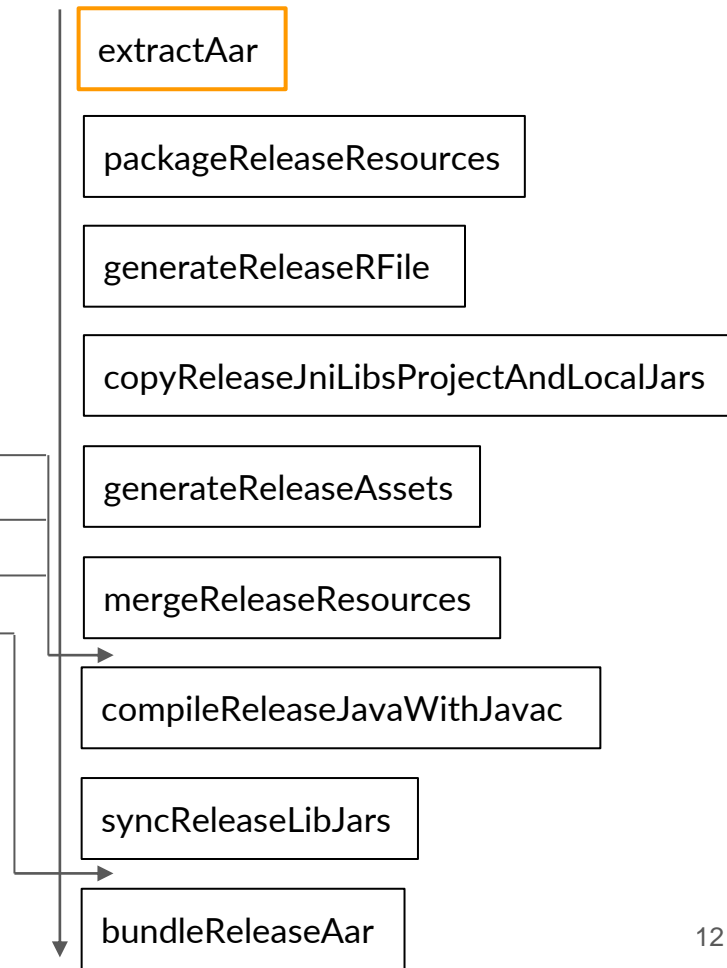 extractAar
packageReleaseResources
generateReleaseRFile
copyReleaseJniLibsProjectAndLocalJars
generateReleaseAssets
mergeReleaseResources
compileReleaseJavaWithJavac
syncReleaseLibJars
bundleReleaseAar
12